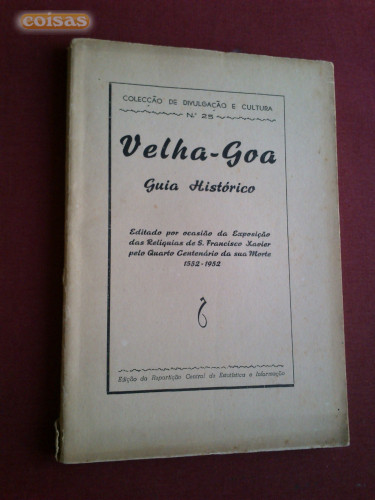 coisas
COLECÇÃO DE DIVULGAÇÃO E CULTURA
N.º 25
Velha-Goa
Guia Histórico
Editado por ocasião da Exposição
das Relíquias de S. Francisco Xavier
pelo Quarto Centenário da sua Morte
1552-1952
Edição da Repartição Central de Estatística e Informação